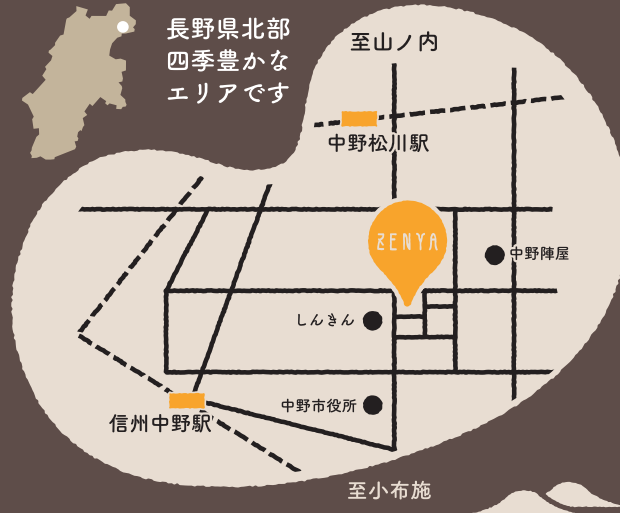 長野県北部
四季豊かな
エリアです
至山ノ内
中野松川駅
ZENYA
中野陣屋
しんきん
中野市役所
信州中野駅
至小布施